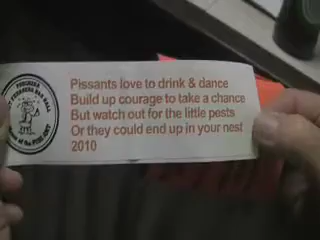 Pissants love to drink & dance
Build up courage to take a chance
But watch out for the little pests
Or they could end up in your nest
2010